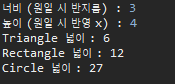 너비 (원일 시 반지름) : 3
높이 (원일 시 반영 x) : 4
Triangle 넓이 : 6
Rectangle 넓이 : 12
Circle 넓이 : 27